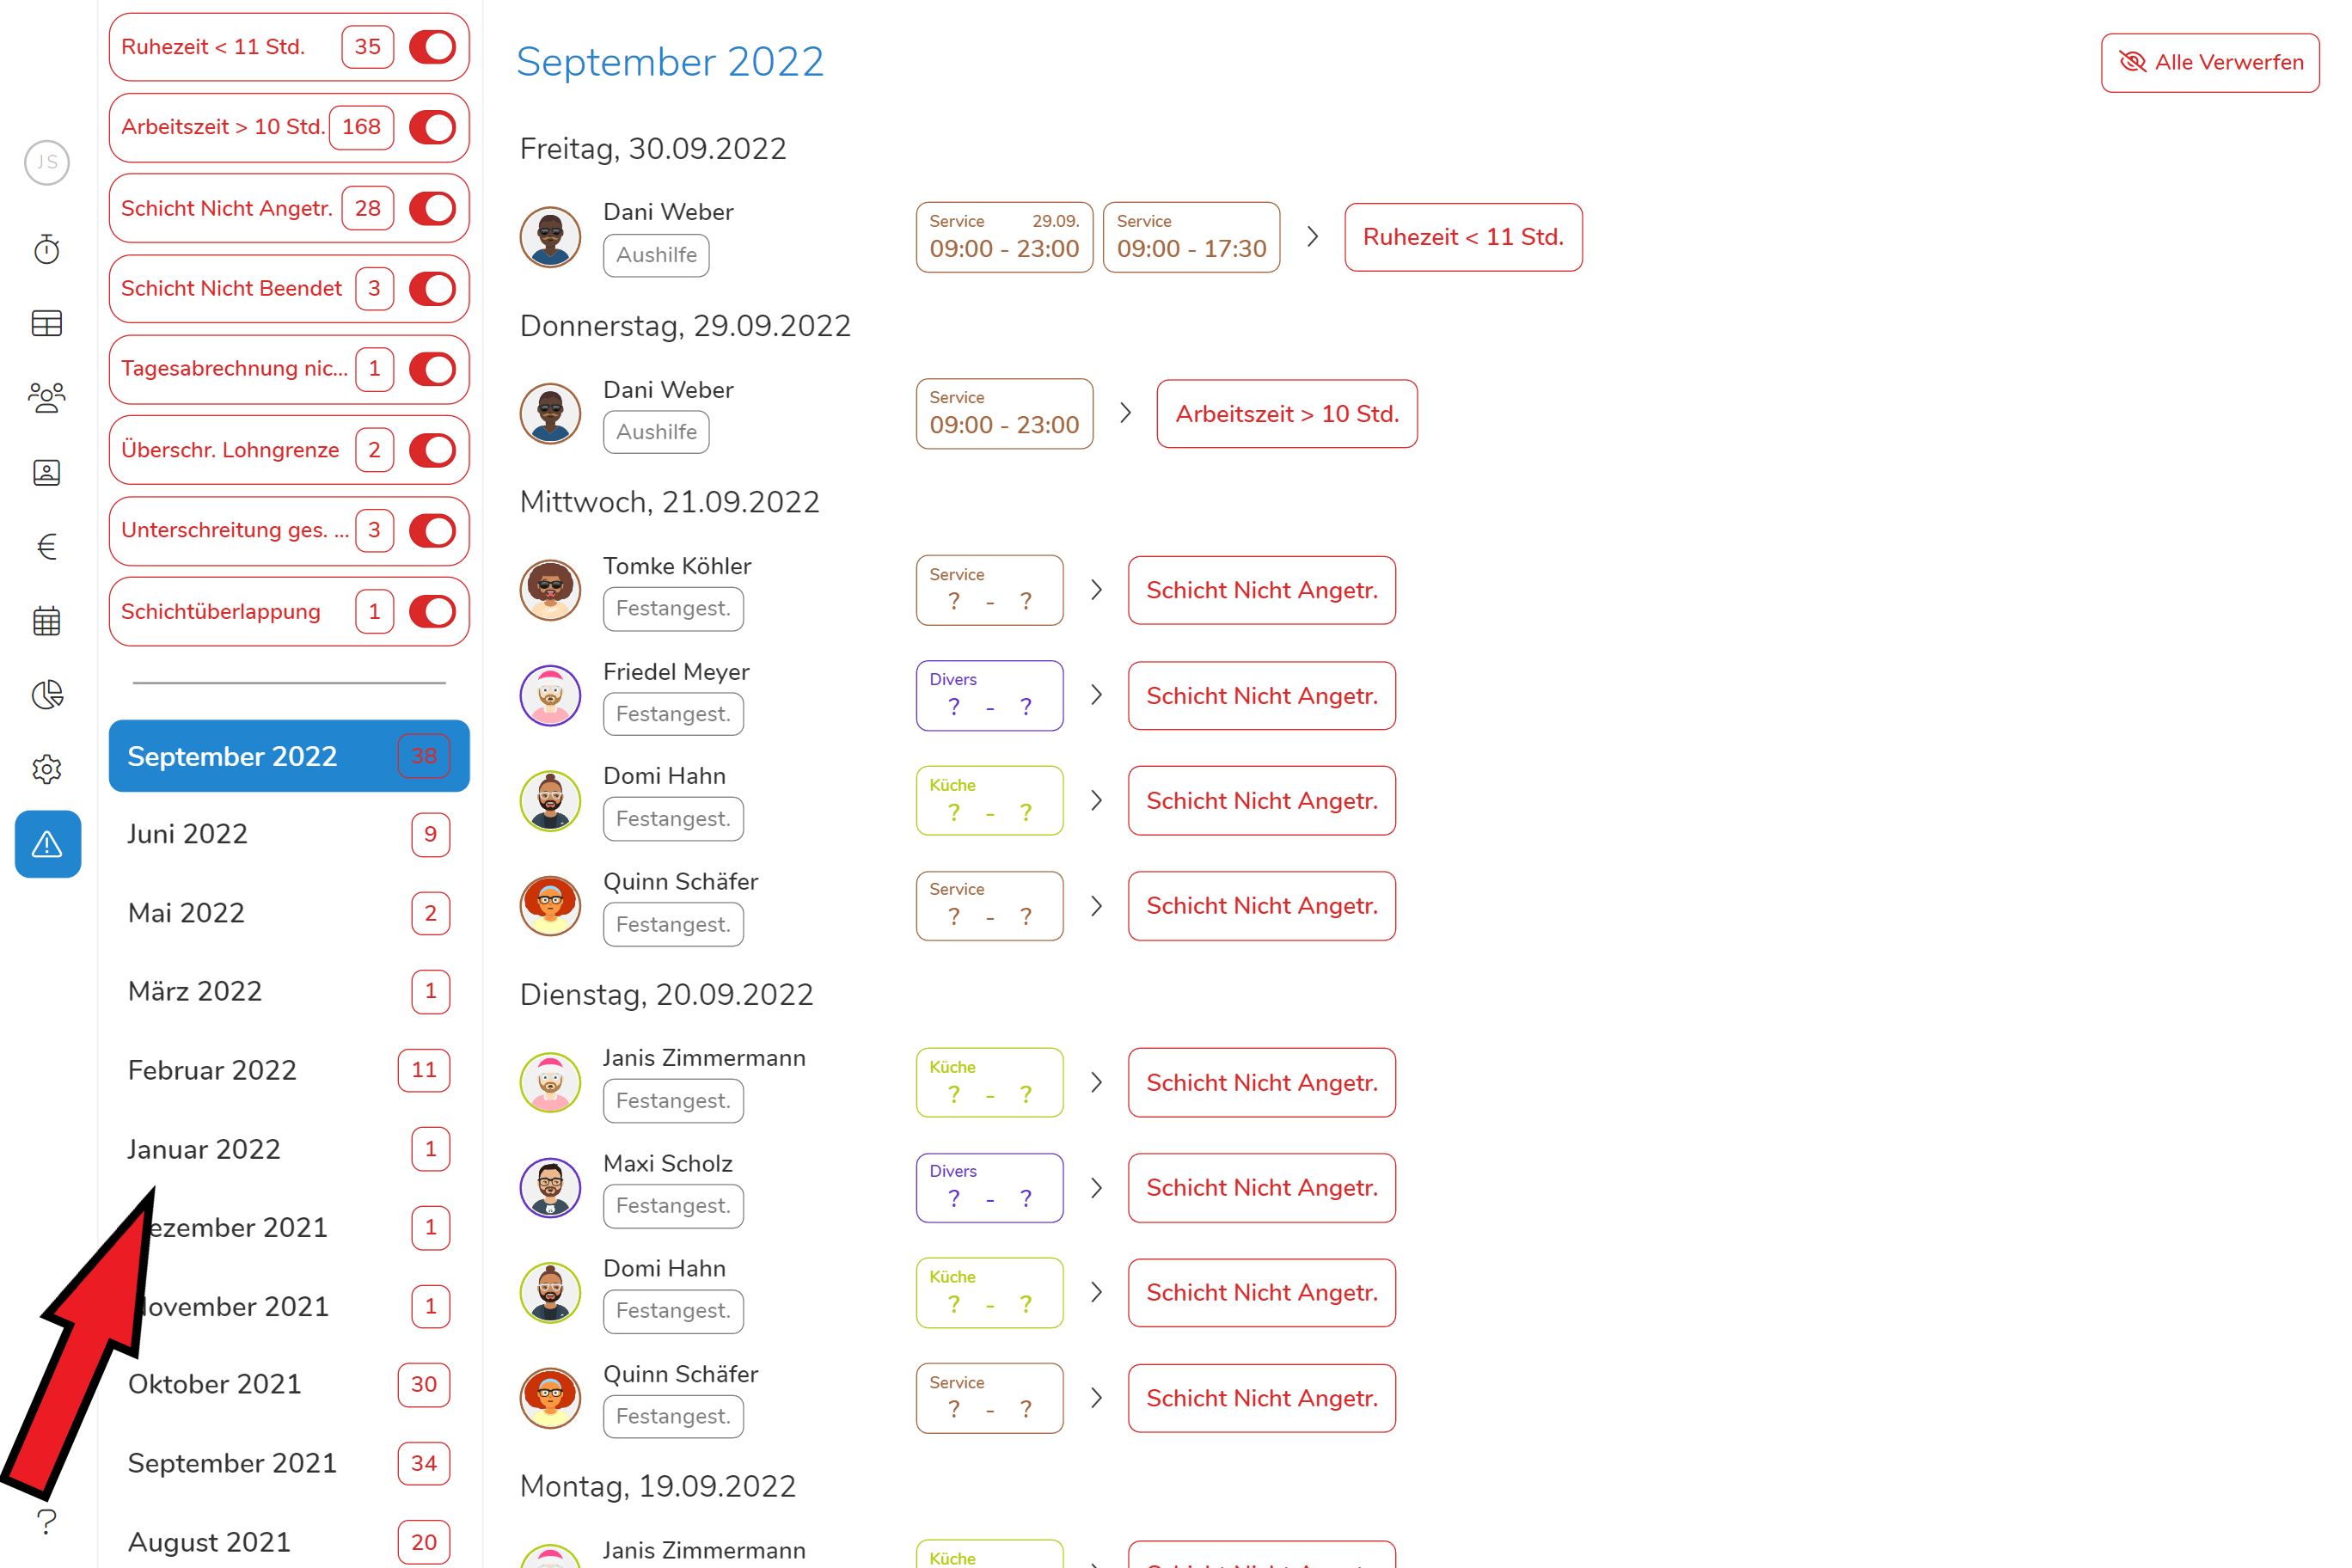 JS
?
Ruhezeit < 11 Std. 35
Arbeitszeit > 10 Std. 168
Schicht Nicht Angetr. 28
Schicht Nicht Beendet 3
Tagesabrechnung nic... 1
Überschr. Lohngrenze 2
Unterschreitung ges. ... 3
Schichtüberlappung 1
September 2022 38
Juni 2022 9
Mai 2022 2
März 2022 1
Februar 2022 11
Januar 2022 1
ezember 2021 1
ovember 2021 1
Oktober 2021 30
September 2021 34
August 2021 20
September 2022
Alle Verwerfen
Freitag, 30.09.2022
Dani Weber
Aushilfe
Service 29.09.
09:00 - 23:00
Service
09:00 - 17:30
Ruhezeit < 11 Std.
Donnerstag, 29.09.2022
Dani Weber
Aushilfe
Service
09:00 - 23:00
Arbeitszeit > 10 Std.
Mittwoch, 21.09.2022
Tomke Köhler
Festangest.
Service
? - ?
Schicht Nicht Angetr.
Friedel Meyer
Festangest.
Divers
? - ?
Schicht Nicht Angetr.
Domi Hahn
Festangest.
Küche
? - ?
Schicht Nicht Angetr.
Quinn Schäfer
Festangest.
Service
? - ?
Schicht Nicht Angetr.
Dienstag, 20.09.2022
Janis Zimmermann
Festangest.
Küche
? - ?
Schicht Nicht Angetr.
Maxi Scholz
Festangest.
Divers
? - ?
Schicht Nicht Angetr.
Domi Hahn
Festangest.
Küche
? - ?
Schicht Nicht Angetr.
Quinn Schäfer
Festangest.
Service
? - ?
Schicht Nicht Angetr.
Montag, 19.09.2022
Janis Zimmermann
Küche